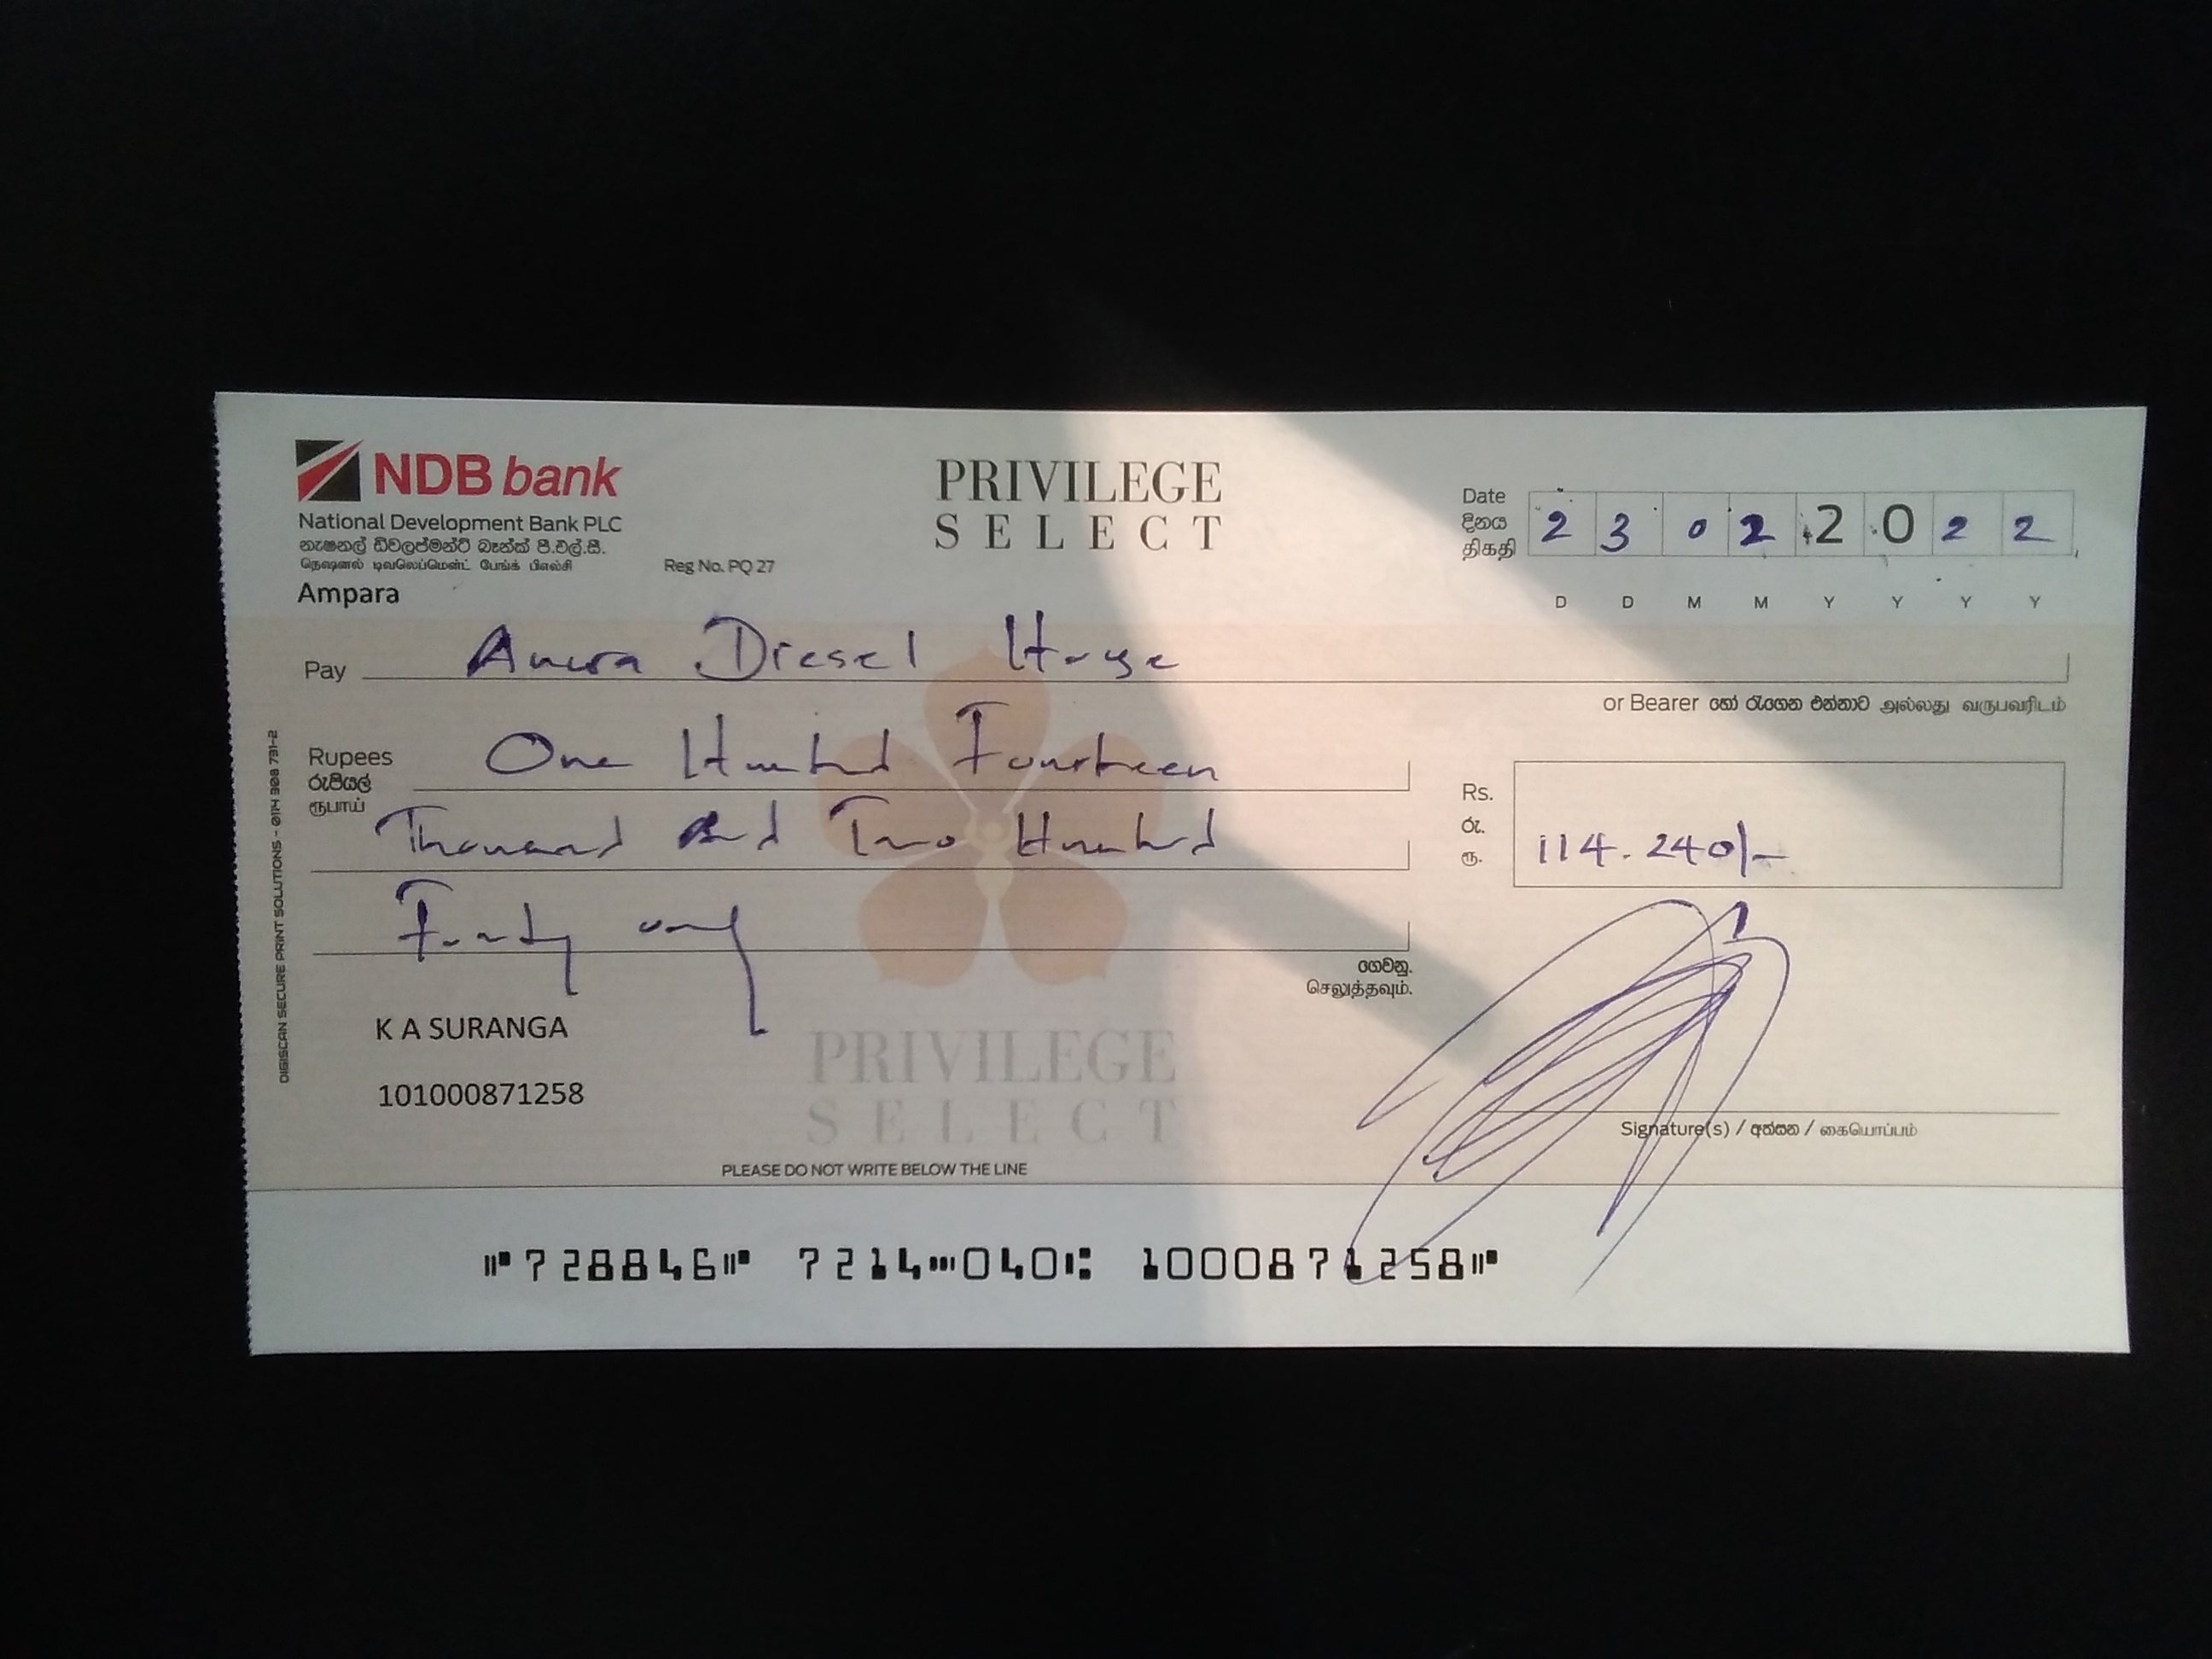 NDB bank
National Development Bank PLC
නැෂනල් ඩිවලප්මන්ට් බෑන්ක් පී.එල්.සී.
நெஷனல் டிவலெப்மென்ட் பேங்க் பிஎல்சி
Reg No. PQ 27
Ampara
PRIVILEGE
SELECT
Date
දිනය
திகதி
2 3 0 2 2 0 2 2
D D M M Y Y Y Y
Pay Anura Diesel House
or Bearer හෝ රැගෙන එන්නාට அல்லது வருபவரிடம்
Rupees One Hundred Fourteen
රුපියල්
ரூபாய்
Thousand and Two Hundred
Fourty only
ගෙවනු.
செலுத்தவும்.
Rs.
රු.
ரூ.
114.240/-
K A SURANGA
101000871258
PRIVILEGE
SELECT
Signature(s) / අත්සන / கையொப்பம்
PLEASE DO NOT WRITE BELOW THE LINE
⑈728846⑈ 7214⑉040⑆ 1000871258⑈
DIGISCAN SECURE PRINT SOLUTIONS - 0114 308 731-2